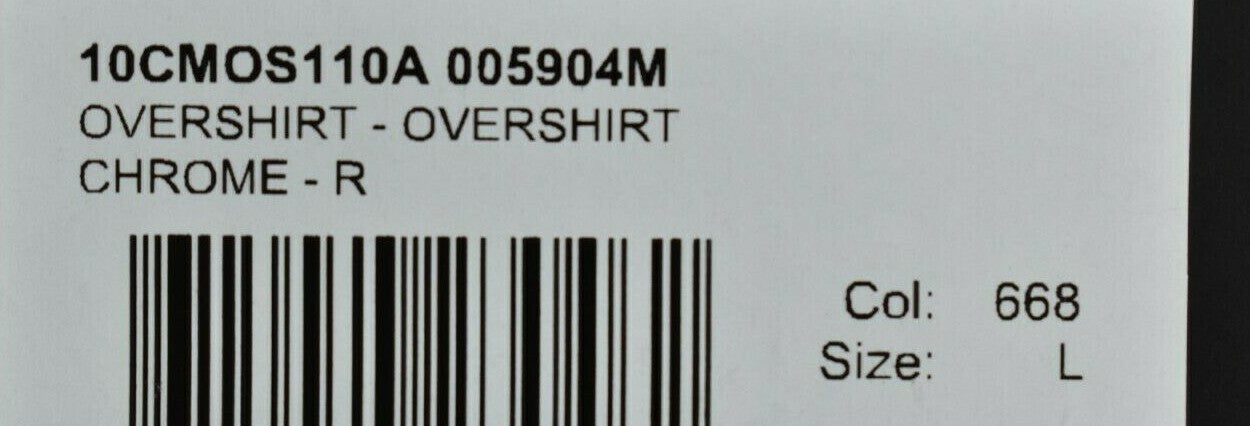 10CMOS110A 005904M
OVERSHIRT - OVERSHIRT
CHROME - R
Col: 668
Size: L